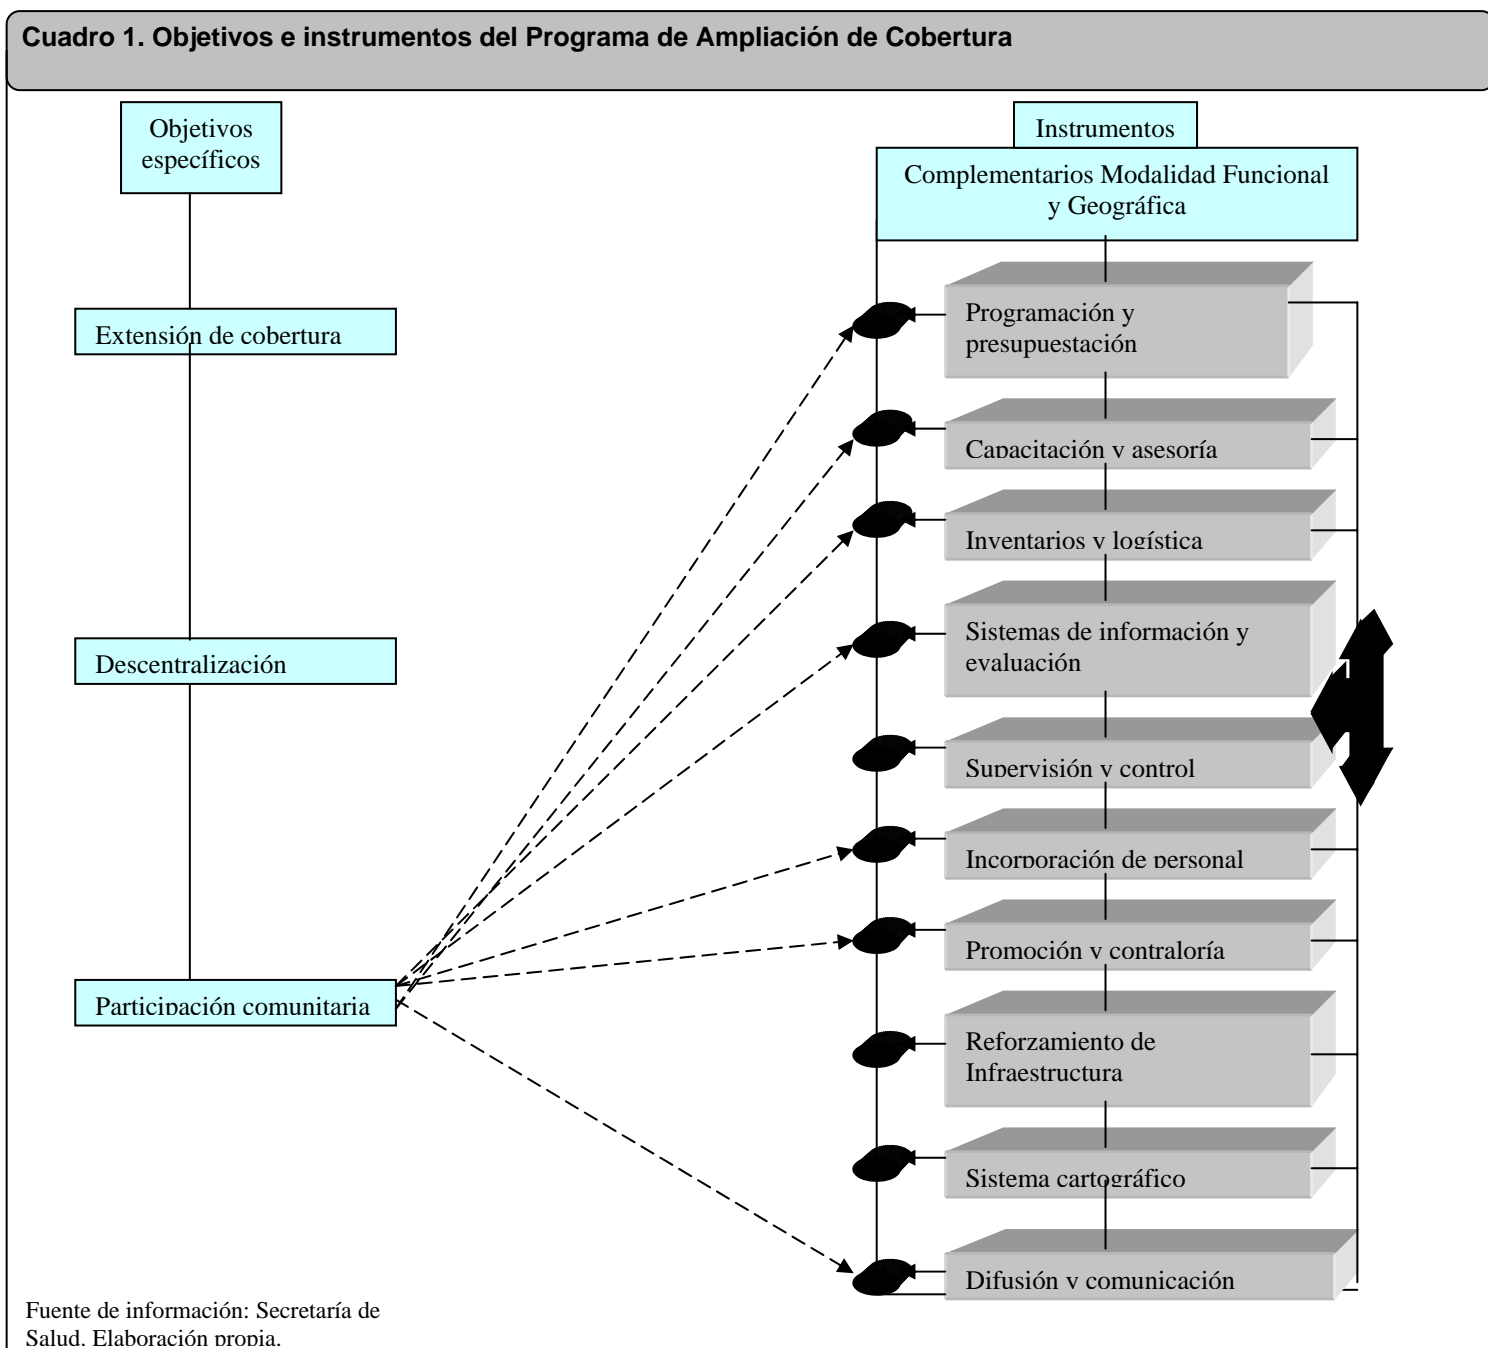 Cuadro 1. Objetivos e instrumentos del Programa de Ampliación de Cobertura
Objetivos
específicos
Extensión de cobertura
Descentralización
Participación comunitaria
Instrumentos
Complementarios Modalidad Funcional
y Geográfica
Programación y
presupuestación
Capacitación y asesoría
Inventarios y logística
Sistemas de información y
evaluación
Supervisión y control
Incorporación de personal
Promoción y contraloría
Reforzamiento de
Infraestructura
Sistema cartográfico
Difusión y comunicación
Fuente de información: Secretaría de
Salud. Elaboración propia.